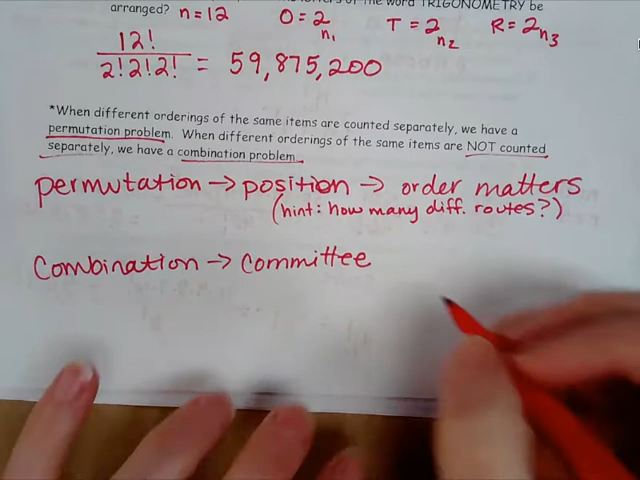 arranged? n=12 O=2 n₁ T=2 n₂ R=2 n₃
12!
2!2!2! = 59,875,200
*When different orderings of the same items are counted separately, we have a
permutation problem. When different orderings of the same items are NOT counted
separately, we have a combination problem.
permutation → position → order matters
(hint: how many diff. routes?)
Combination → committee